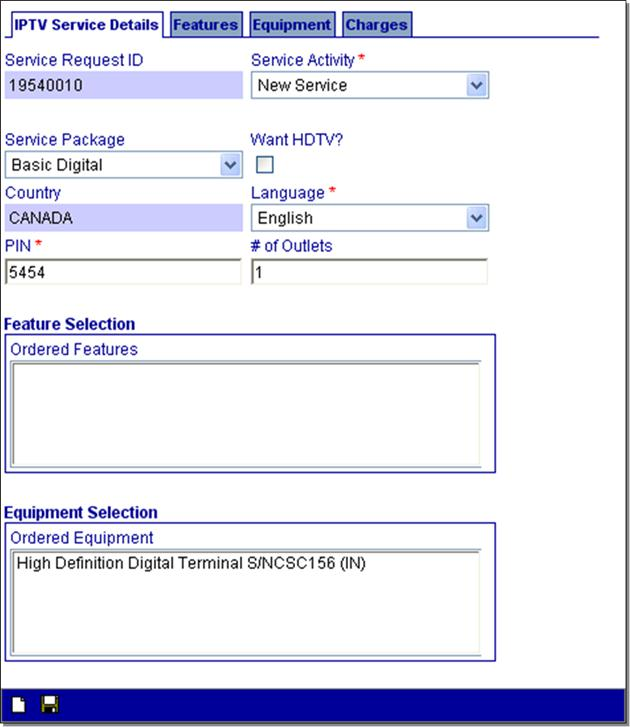 IPTV Service Details Features Equipment Charges
Service Request ID Service Activity *
19540010 New Service
Service Package Want HDTV?
Basic Digital
Country Language *
CANADA English
PIN * # of Outlets
5454 1
Feature Selection
Ordered Features
Equipment Selection
Ordered Equipment
High Definition Digital Terminal S/NCSC156 (IN)